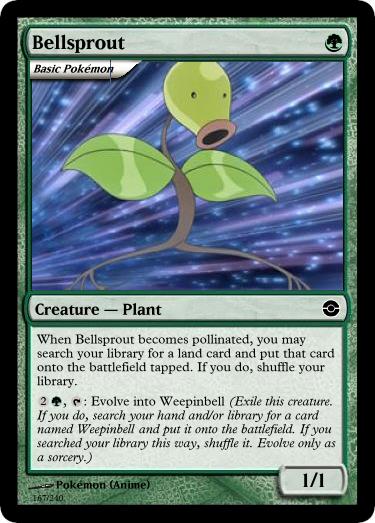 Bellsprout
Basic Pokémon
Creature — Plant
When Bellsprout becomes pollinated, you may
search your library for a land card and put that card
onto the battlefield tapped. If you do, shuffle your
library.
2 , : Evolve into Weepinbell (Exile this creature.
If you do, search your hand and/or library for a card
named Weepinbell and put it onto the battlefield. If you
searched your library this way, shuffle it. Evolve only as
a sorcery.)
1/1
Pokémon (Anime)
167/240